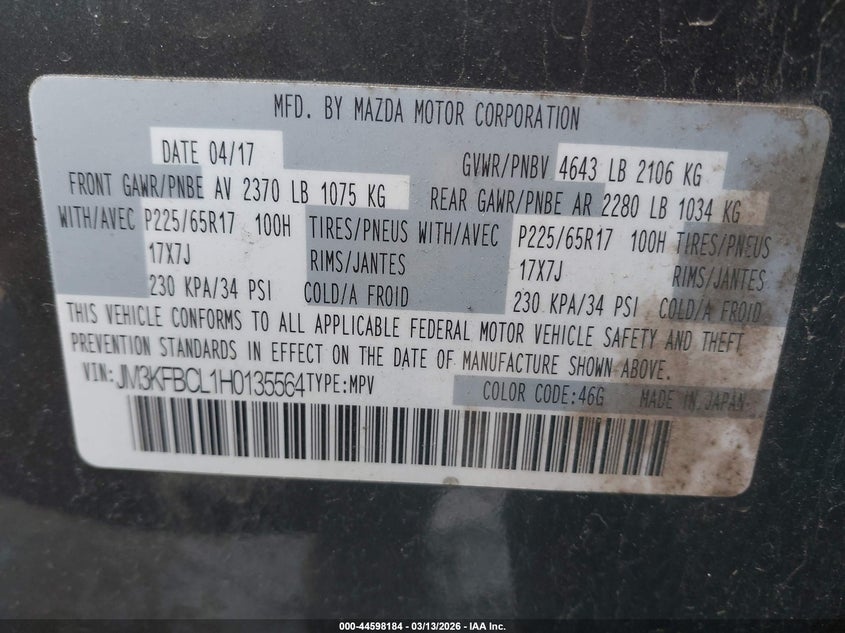 MFD. BY MAZDA MOTOR CORPORATION
DATE 04/17 GVWR/PNBV 4643 LB 2106 KG
FRONT GAWR/PNBE AV 2370 LB 1075 KG REAR GAWR/PNBE AR 2280 LB 1034 KG
WITH/AVEC P225/65R17 100H TIRES/PNEUS WITH/AVEC P225/65R17 100H TIRES/PNEUS
17X7J RIMS/JANTES 17X7J RIMS/JANTES
230 KPA/34 PSI COLD/A FROID 230 KPA/34 PSI COLD/A FROID
THIS VEHICLE CONFORMS TO ALL APPLICABLE FEDERAL MOTOR VEHICLE SAFETY AND THEFT
PREVENTION STANDARDS IN EFFECT ON THE DATE OF MANUFACTURE SHOWN ABOVE.
VIN:JM3KFBCL1H0135564 TYPE:MPV COLOR CODE:46G MADE IN JAPAN
000-44598184 - 03/13/2026 - IAA Inc.